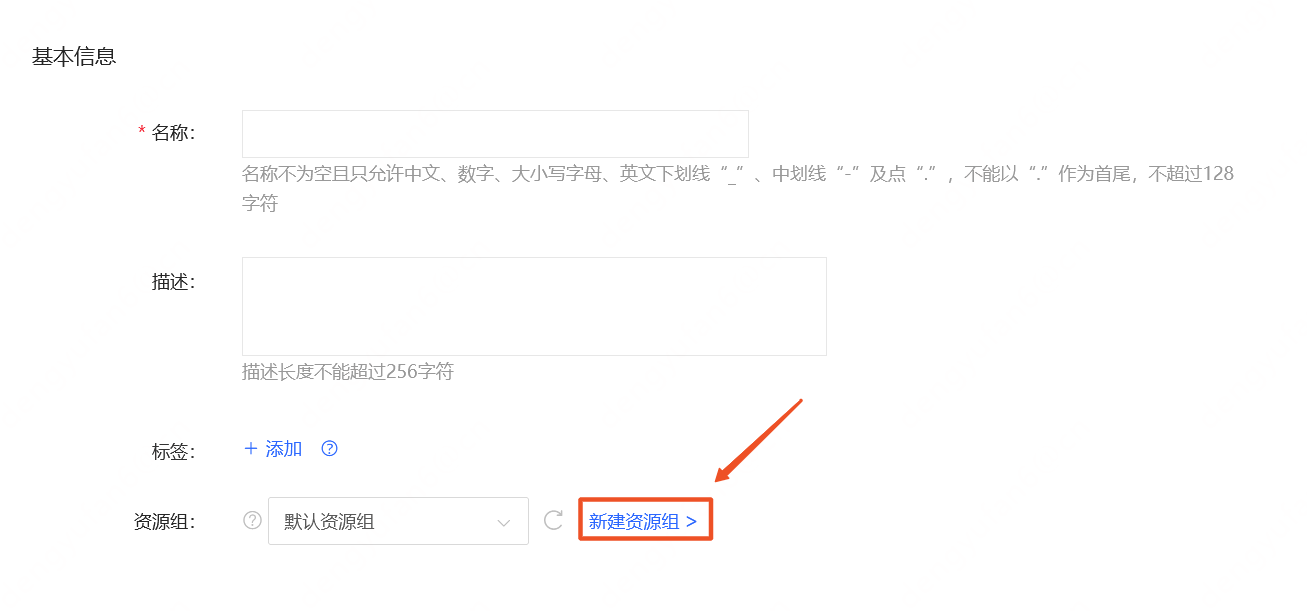 基本信息
* 名称：
名称不为空且只允许中文、数字、大小写字母、英文下划线“_”、中划线“-”及点“.”，不能以“.”作为首尾，不超过128
字符
描述：
描述长度不能超过256字符
标签： + 添加 ?
资源组： ? 默认资源组 新建资源组 >